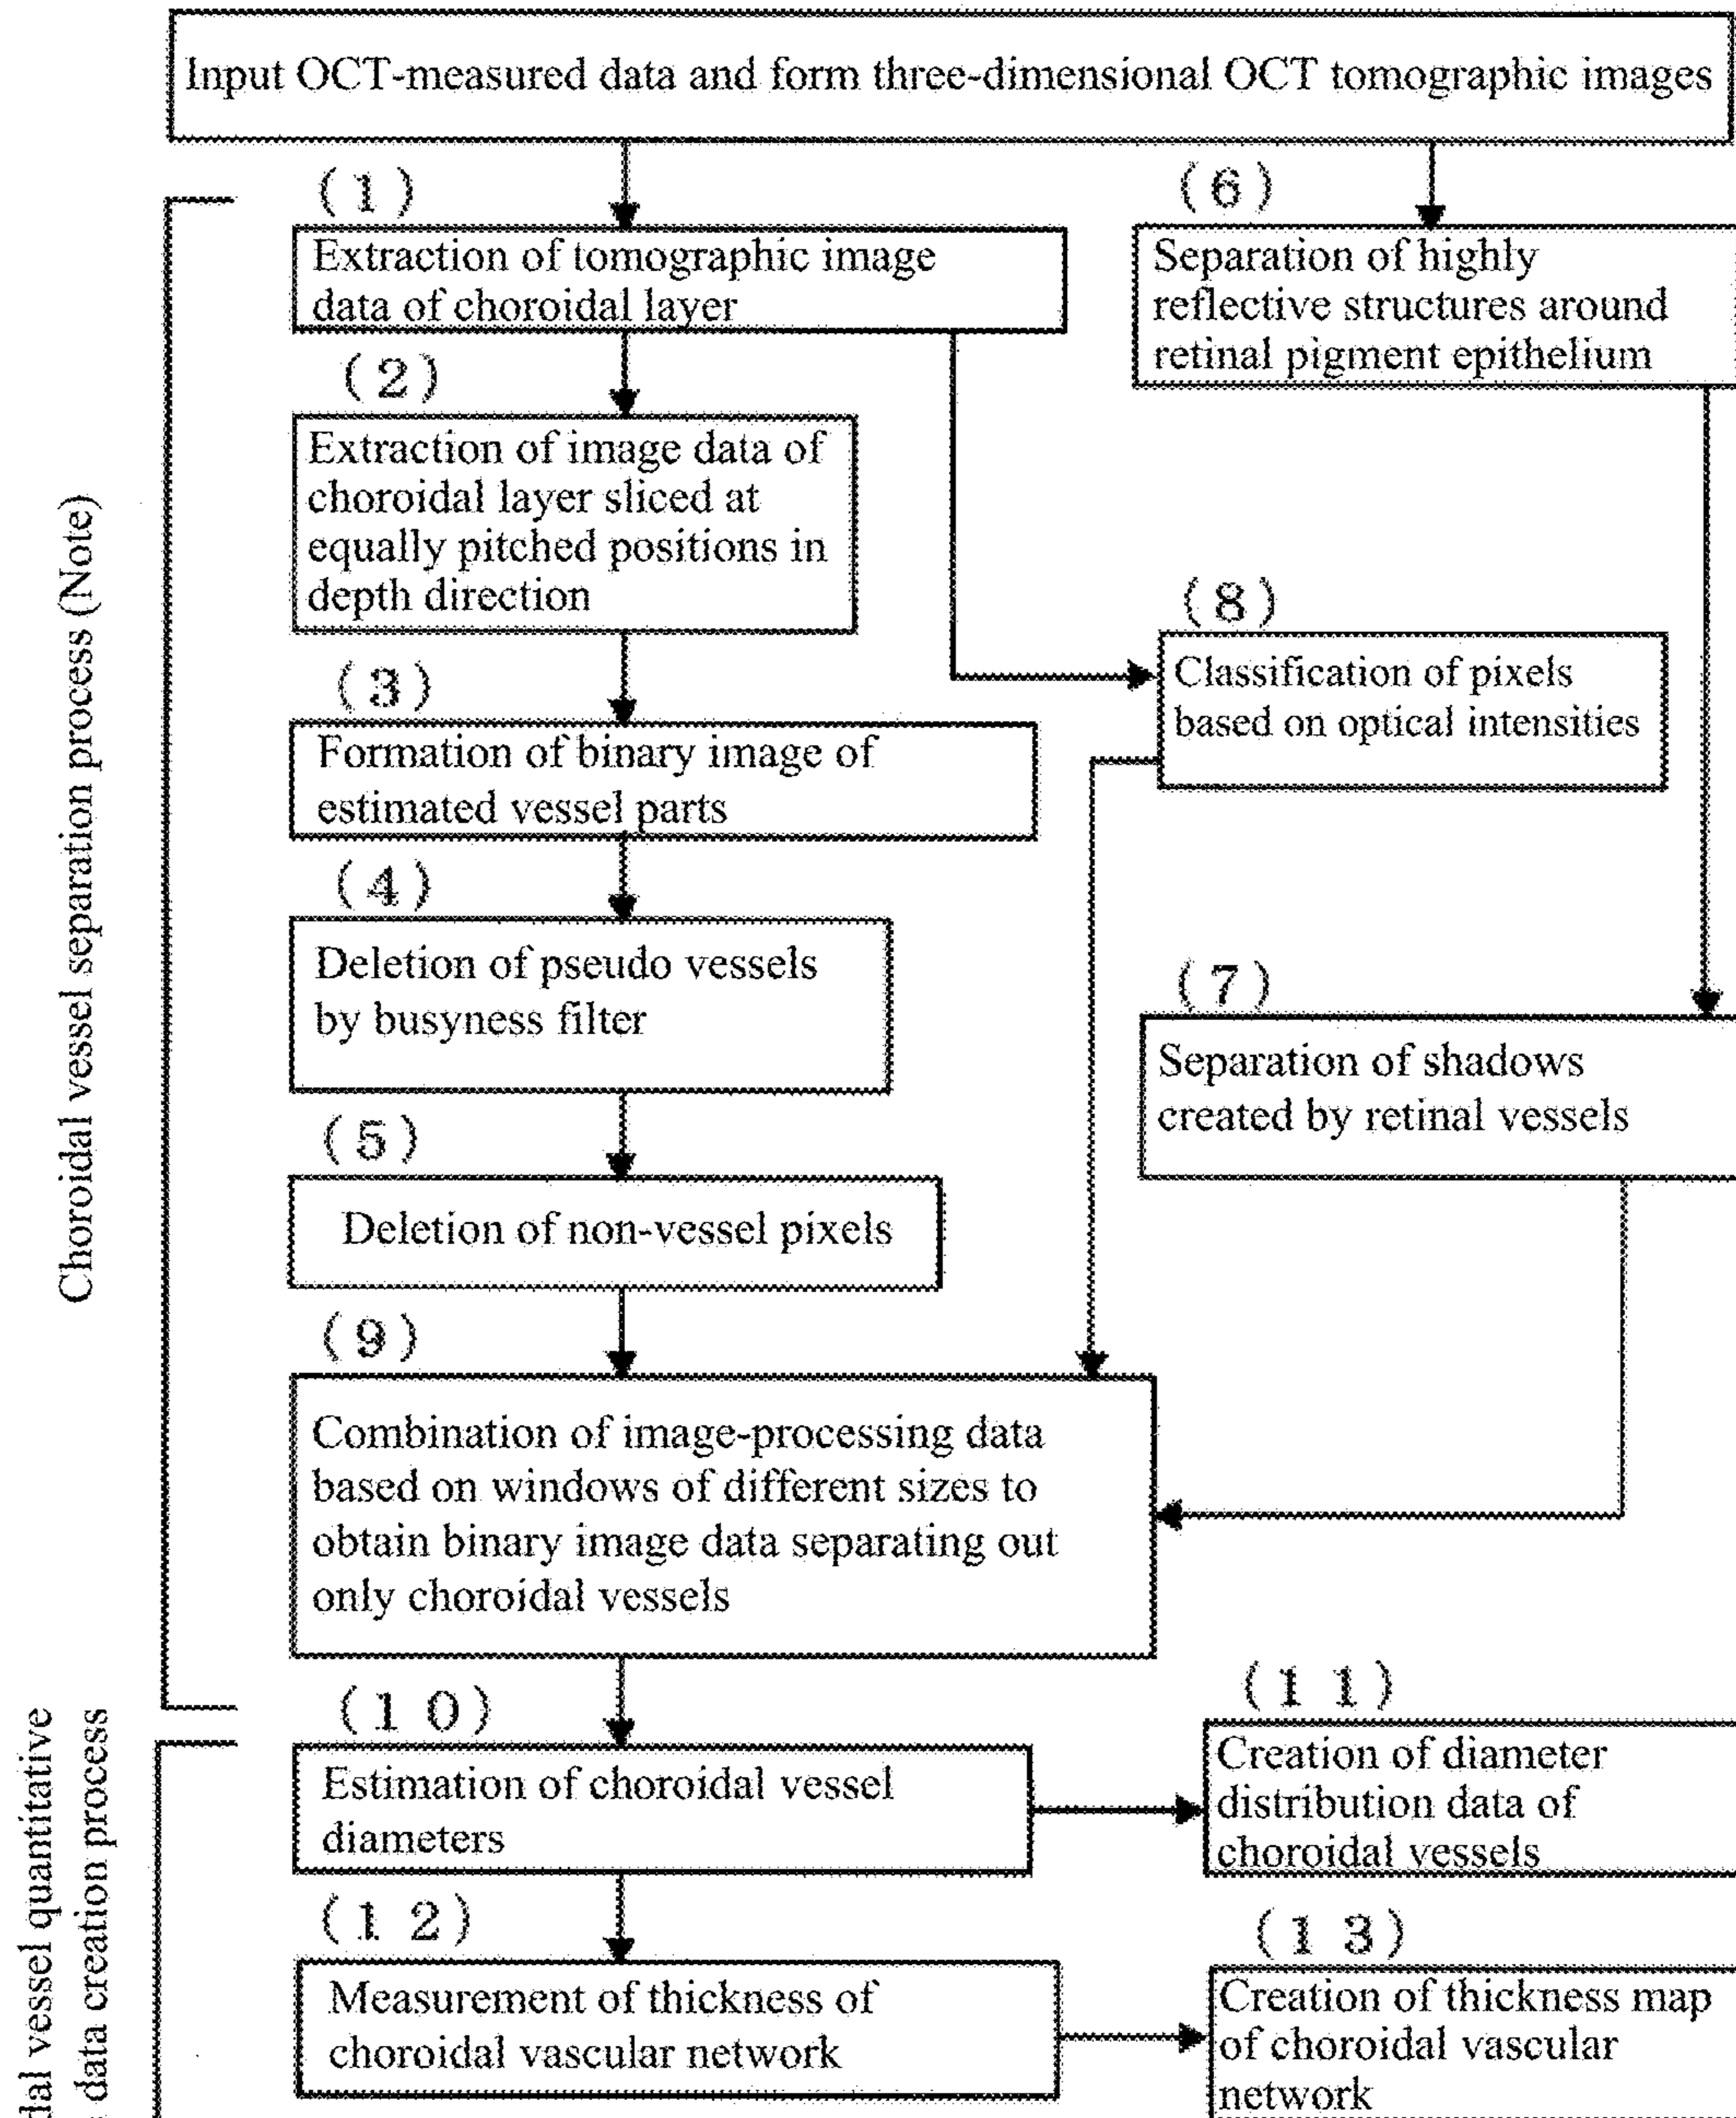 Input OCT-measured data and form three-dimensional OCT tomographic images
(1)
Extraction of tomographic image
data of choroidal layer
(6)
Separation of highly
reflective structures around
retinal pigment epithelium
(2)
Extraction of image data of
choroidal layer sliced at
equally pitched positions in
depth direction
(8)
Classification of pixels
based on optical intensities
(3)
Formation of binary image of
estimated vessel parts
(4)
Deletion of pseudo vessels
by busyness filter
(7)
Separation of shadows
created by retinal vessels
(5)
Deletion of non-vessel pixels
(9)
Combination of image-processing data
based on windows of different sizes to
obtain binary image data separating out
only choroidal vessels
Choroidal vessel separation process (Note)
(10)
Estimation of choroidal vessel
diameters
(11)
Creation of diameter
distribution data of
choroidal vessels
(12)
Measurement of thickness of
choroidal vascular network
(13)
Creation of thickness map
of choroidal vascular
network
vessel quantitative
data creation process